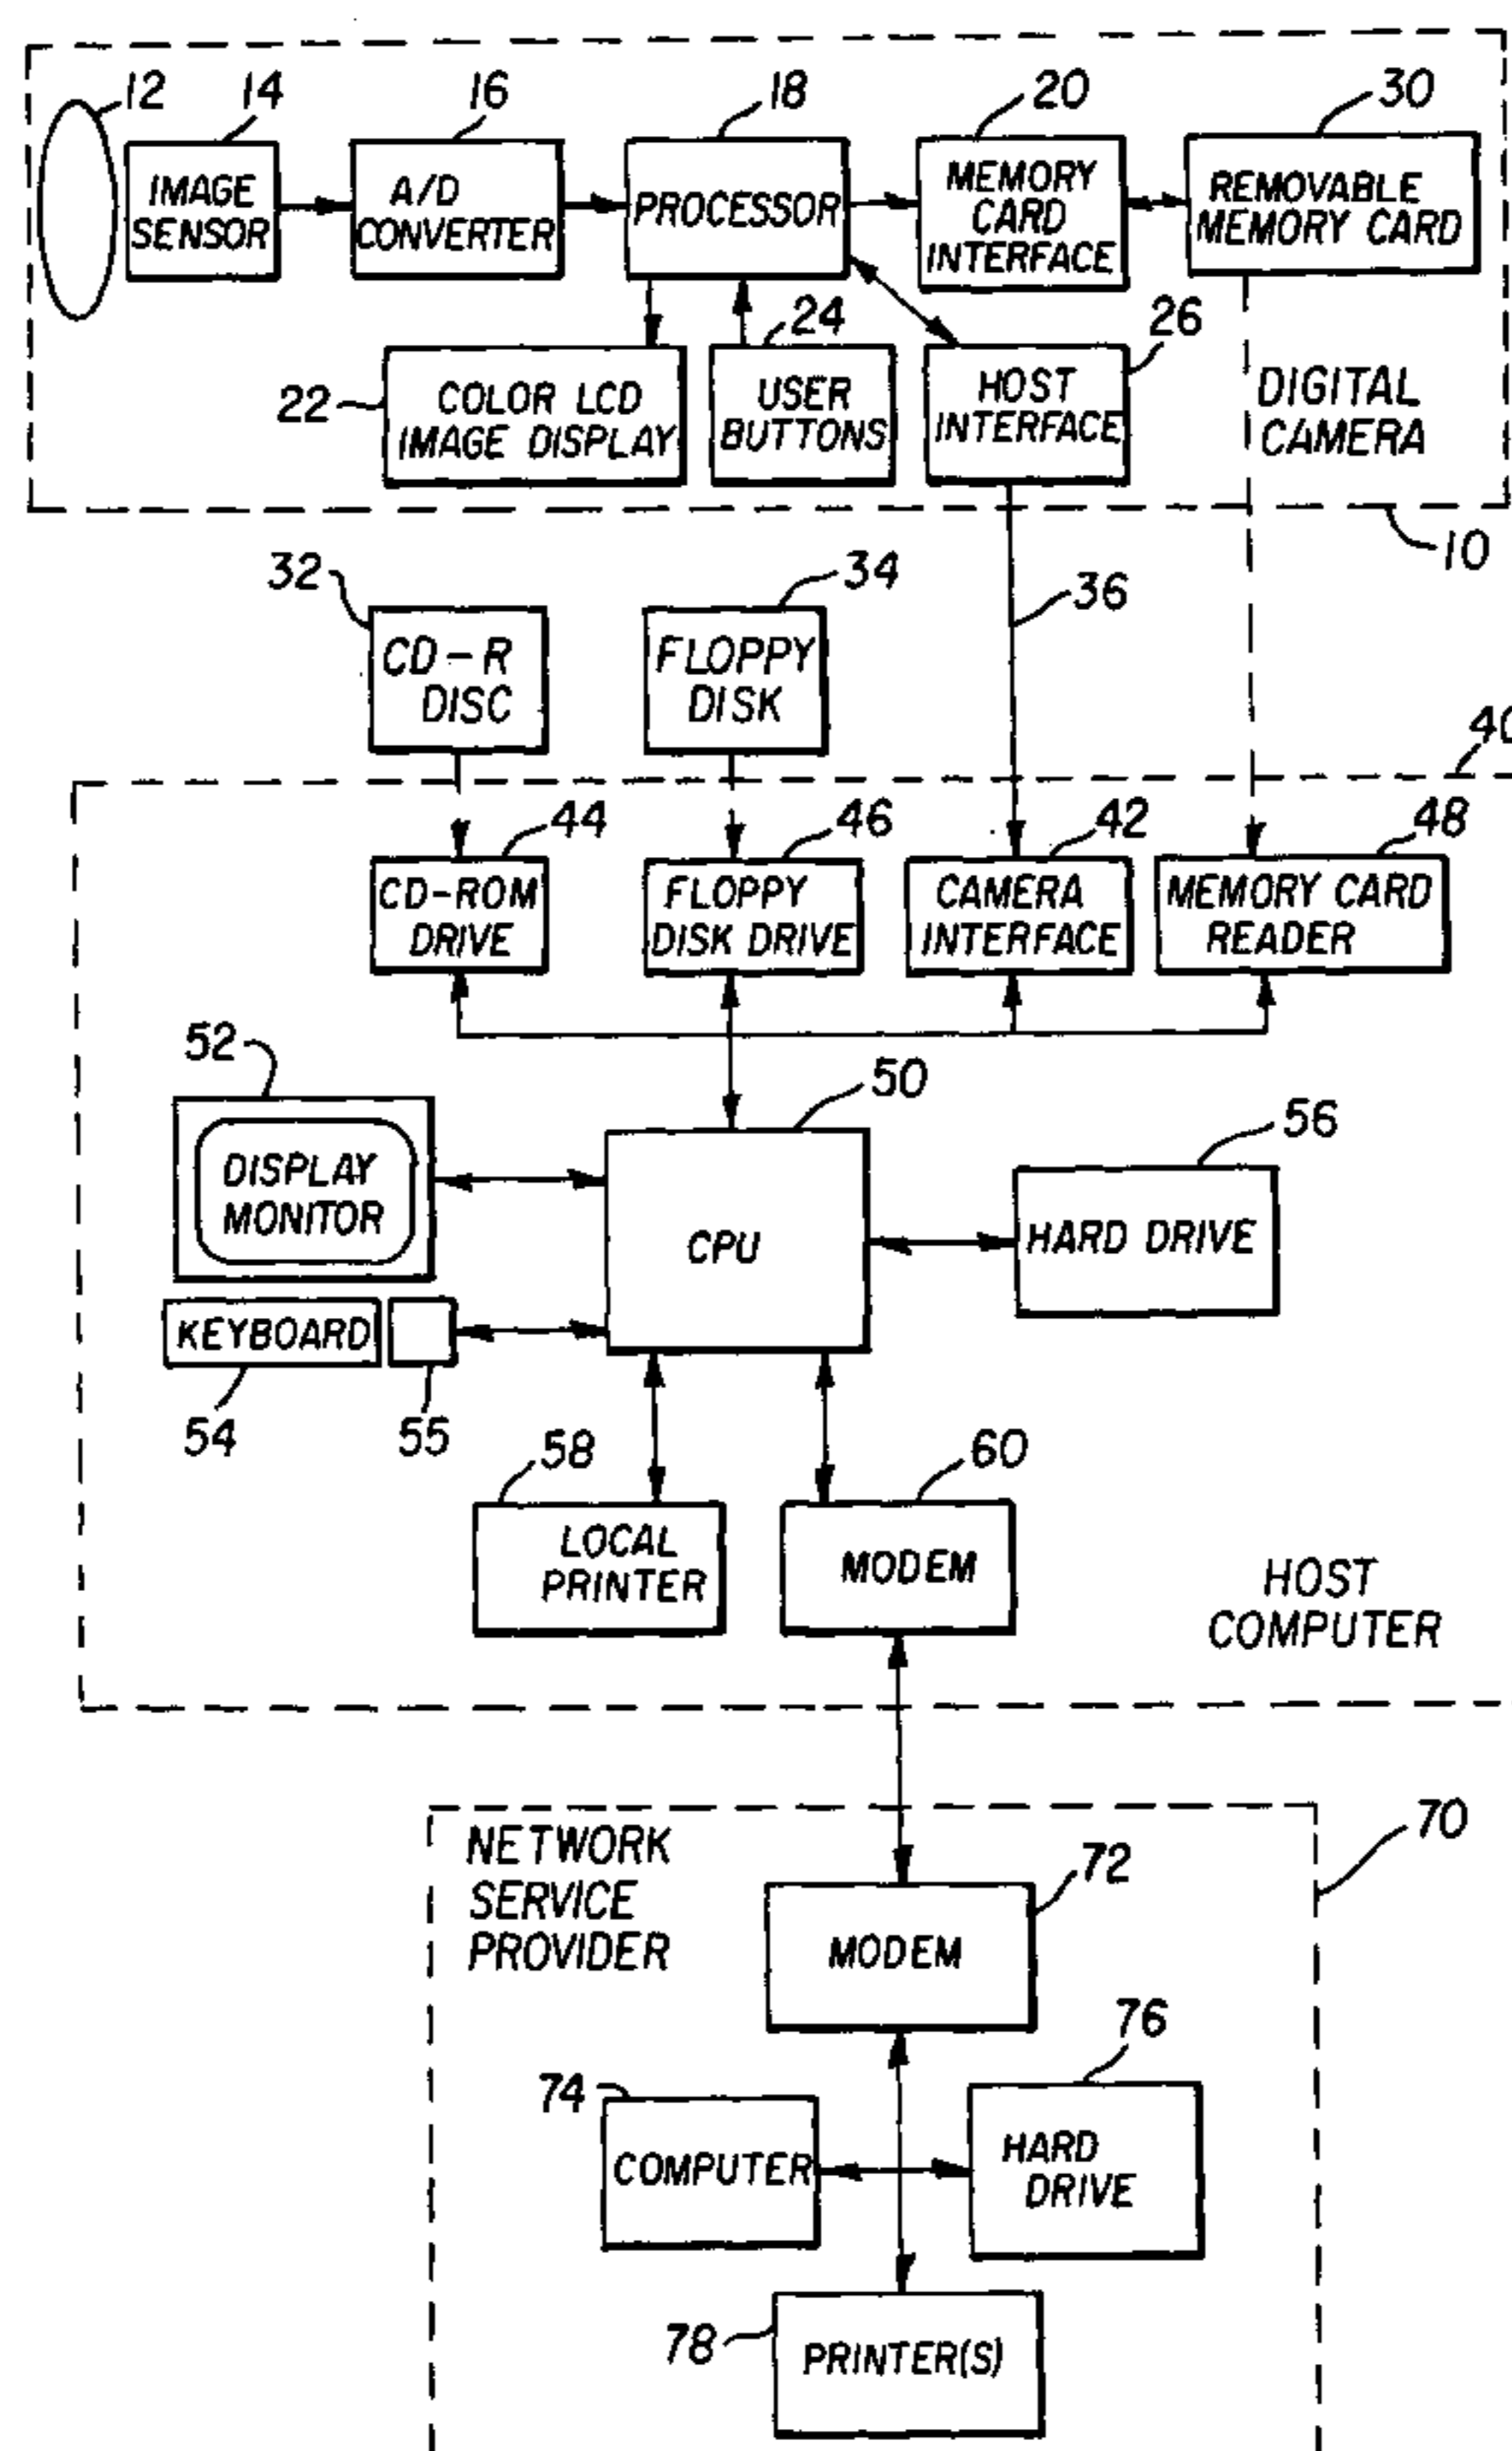 12
14
16
18
20
30
IMAGE
SENSOR
A/D
CONVERTER
PROCESSOR
MEMORY
CARD
INTERFACE
REMOVABLE
MEMORY CARD
22
COLOR LCD
IMAGE DISPLAY
24
USER
BUTTONS
26
HOST
INTERFACE
DIGITAL
CAMERA
10
32
CD-R
DISC
34
FLOPPY
DISK
36
40
44
CD-ROM
DRIVE
46
FLOPPY
DISK DRIVE
42
CAMERA
INTERFACE
48
MEMORY CARD
READER
52
DISPLAY
MONITOR
50
CPU
56
HARD DRIVE
KEYBOARD
54
55
58
LOCAL
PRINTER
60
MODEM
HOST
COMPUTER
NETWORK
SERVICE
PROVIDER
70
72
MODEM
74
COMPUTER
76
HARD
DRIVE
78
PRINTER(S)